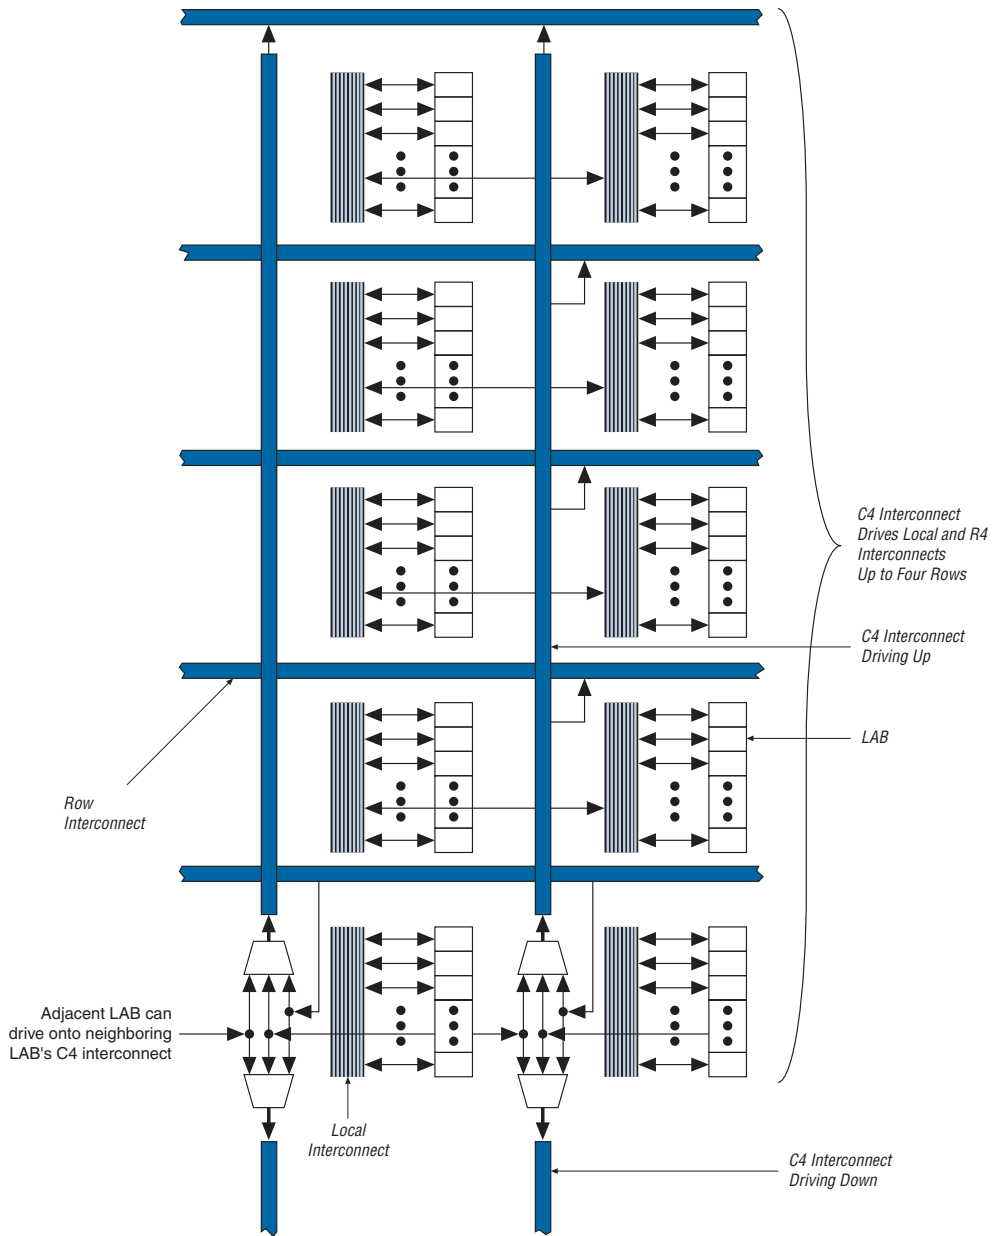 C4 Interconnect
Drives Local and R4
Interconnects
Up to Four Rows
C4 Interconnect
Driving Up
LAB
Row
Interconnect
Adjacent LAB can
drive onto neighboring
LAB's C4 interconnect
Local
Interconnect
C4 Interconnect
Driving Down